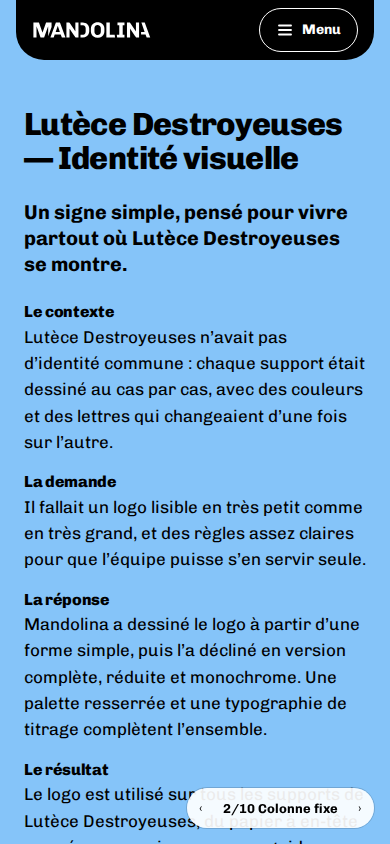 MANDOLINA
Menu
Lutèce Destroyeuses
— Identité visuelle
Un signe simple, pensé pour vivre
partout où Lutèce Destroyeuses
se montre.
Le contexte
Lutèce Destroyeuses n’avait pas
d’identité commune : chaque support était
dessiné au cas par cas, avec des couleurs
et des lettres qui changeaient d’une fois
sur l’autre.
La demande
Il fallait un logo lisible en très petit comme
en très grand, et des règles assez claires
pour que l’équipe puisse s’en servir seule.
La réponse
Mandolina a dessiné le logo à partir d’une
forme simple, puis l’a décliné en version
complète, réduite et monochrome. Une
palette resserrée et une typographie de
titrage complètent l’ensemble.
Le résultat
Le logo est utilisé sur tous les supports de
‹ 2/10 Colonne fixe ›
Lutèce Destroyeuses, du papier à en-tête